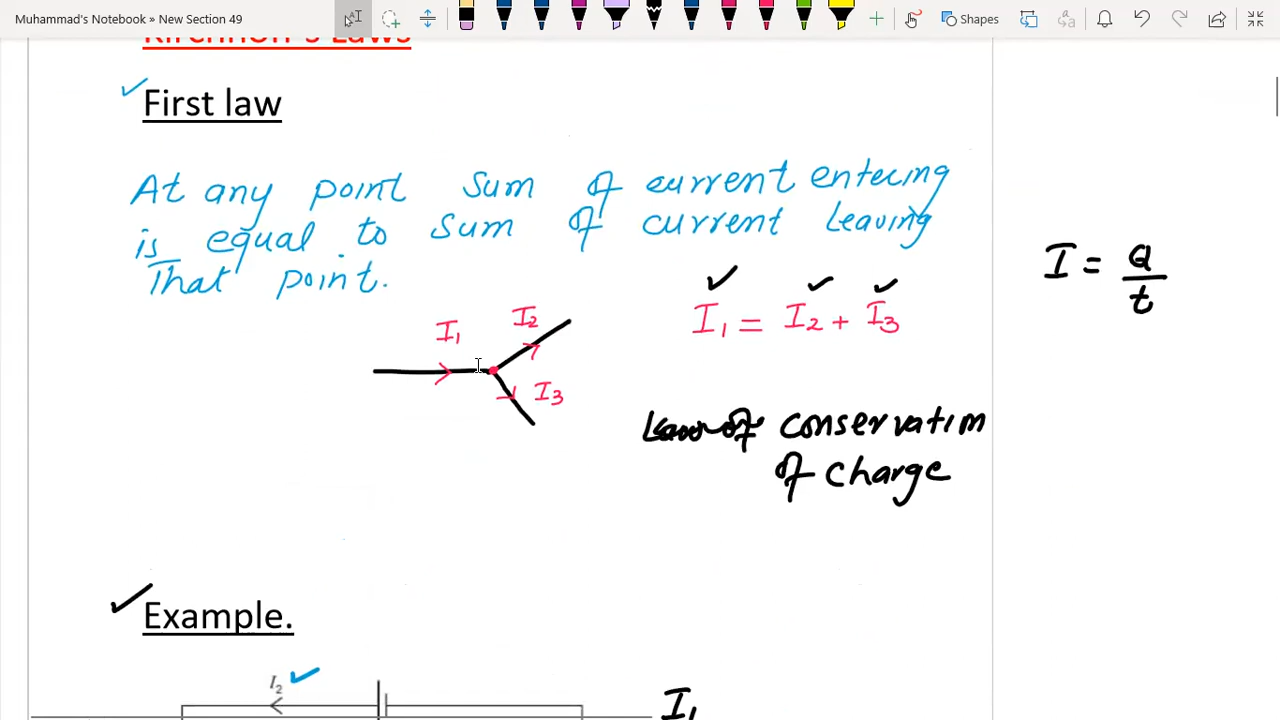 Muhammad's Notebook » New Section 49
Shapes
Kirchhoff's Laws
First law
At any point sum of current entering
is equal to sum of current leaving
That point.
I = Q/t
I₁ = I₂ + I₃
I₁
I₂
I₃
Law of conservation
of charge
Example.
I₂
I₁